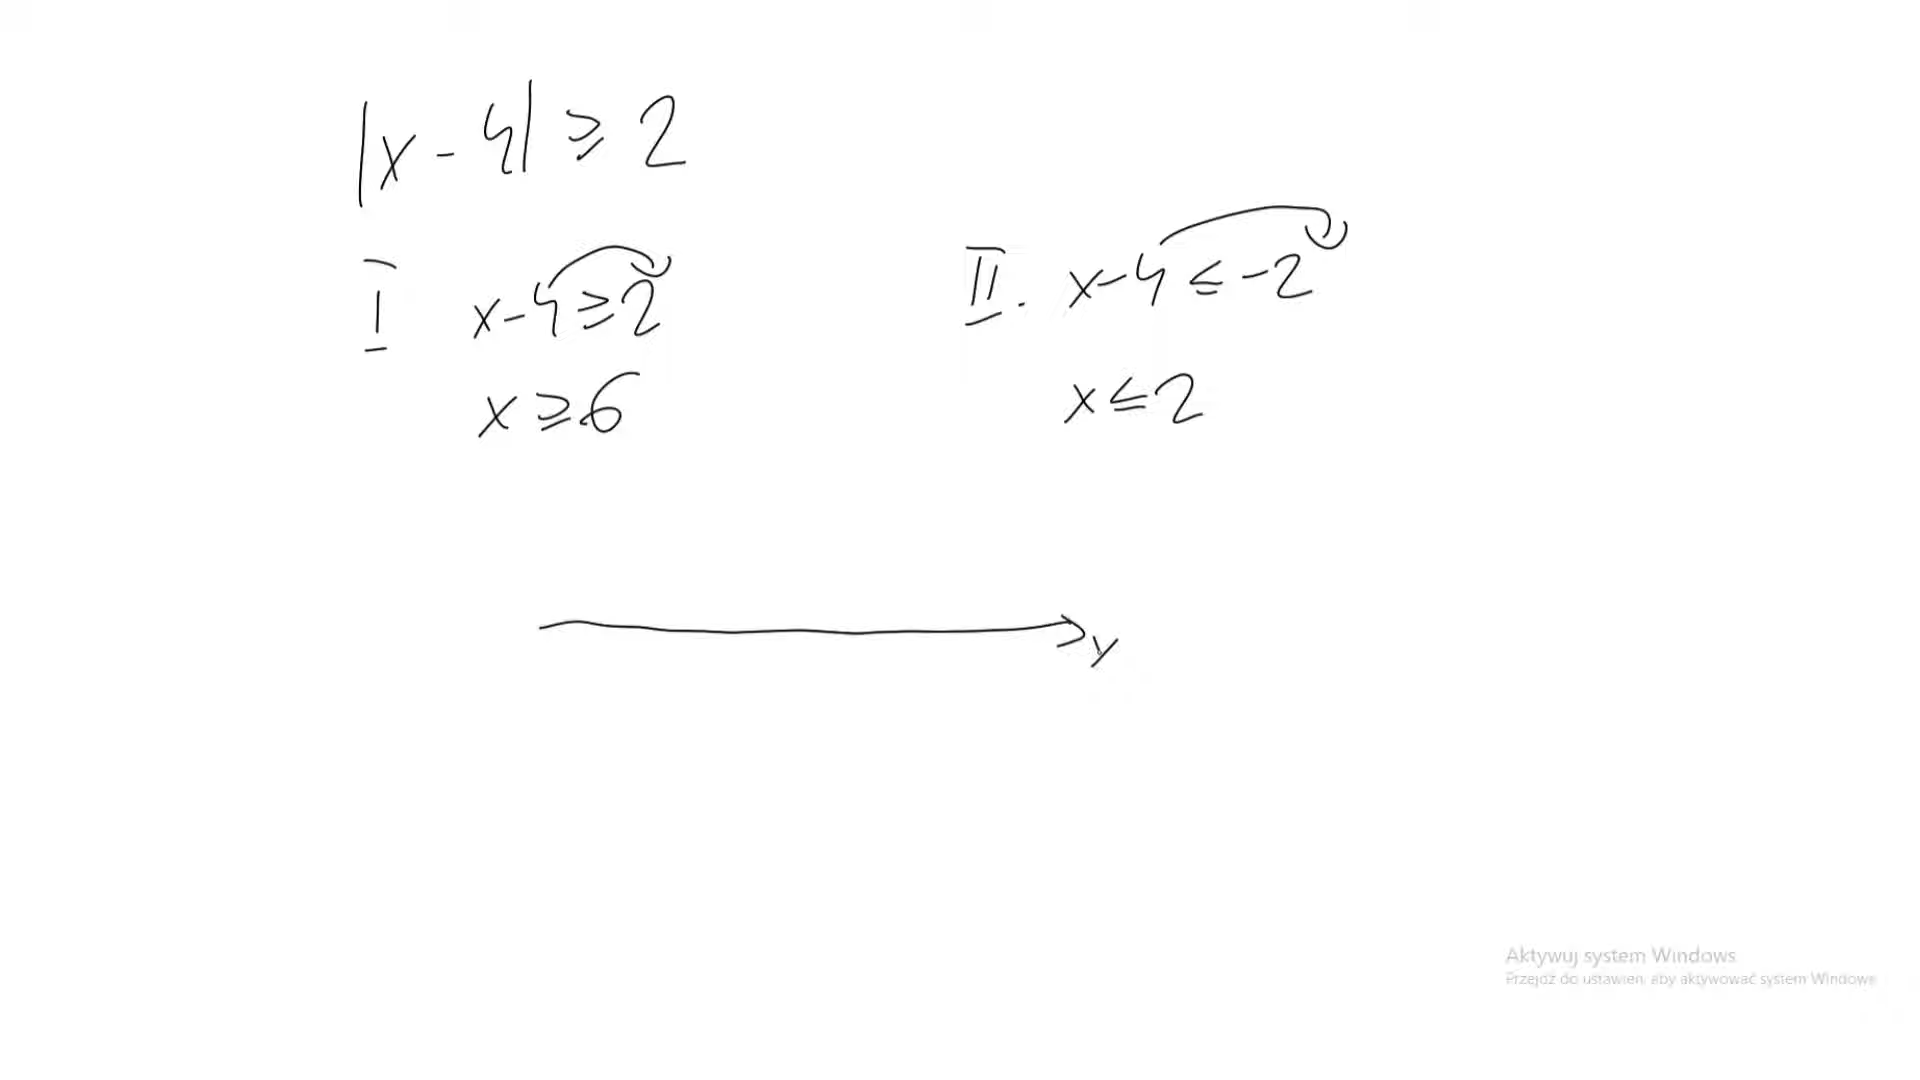 |x - 4| ≥ 2
I x-4 ≥ 2
x ≥ 6
II. x-4 ≤ -2
x ≤ 2
x
Aktywuj system Windows
Przejdź do ustawień, aby aktywować system Windows